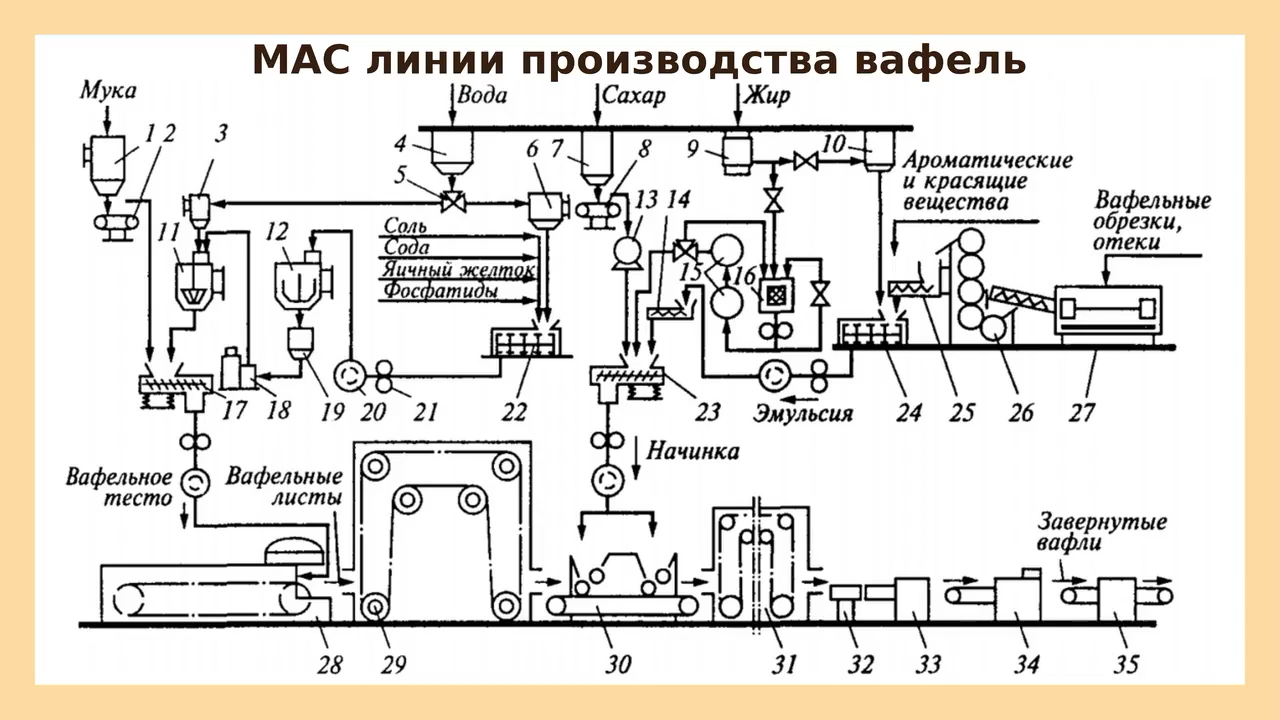 МАС линии производства вафель
Мука
Вода
Сахар
Жир
1 2 3 4 5 6 7 8 9 10
Ароматические
и красящие
вещества
Вафельные
обрезки,
отеки
11 12 13 14 15 16
Соль
Сода
Яичный желток
Фосфатиды
17 18 19 20 21 22 23 24 25 26 27
Эмульсия
Начинка
Вафельное
тесто
Вафельные
листы
Завернутые
вафли
28 29 30 31 32 33 34 35